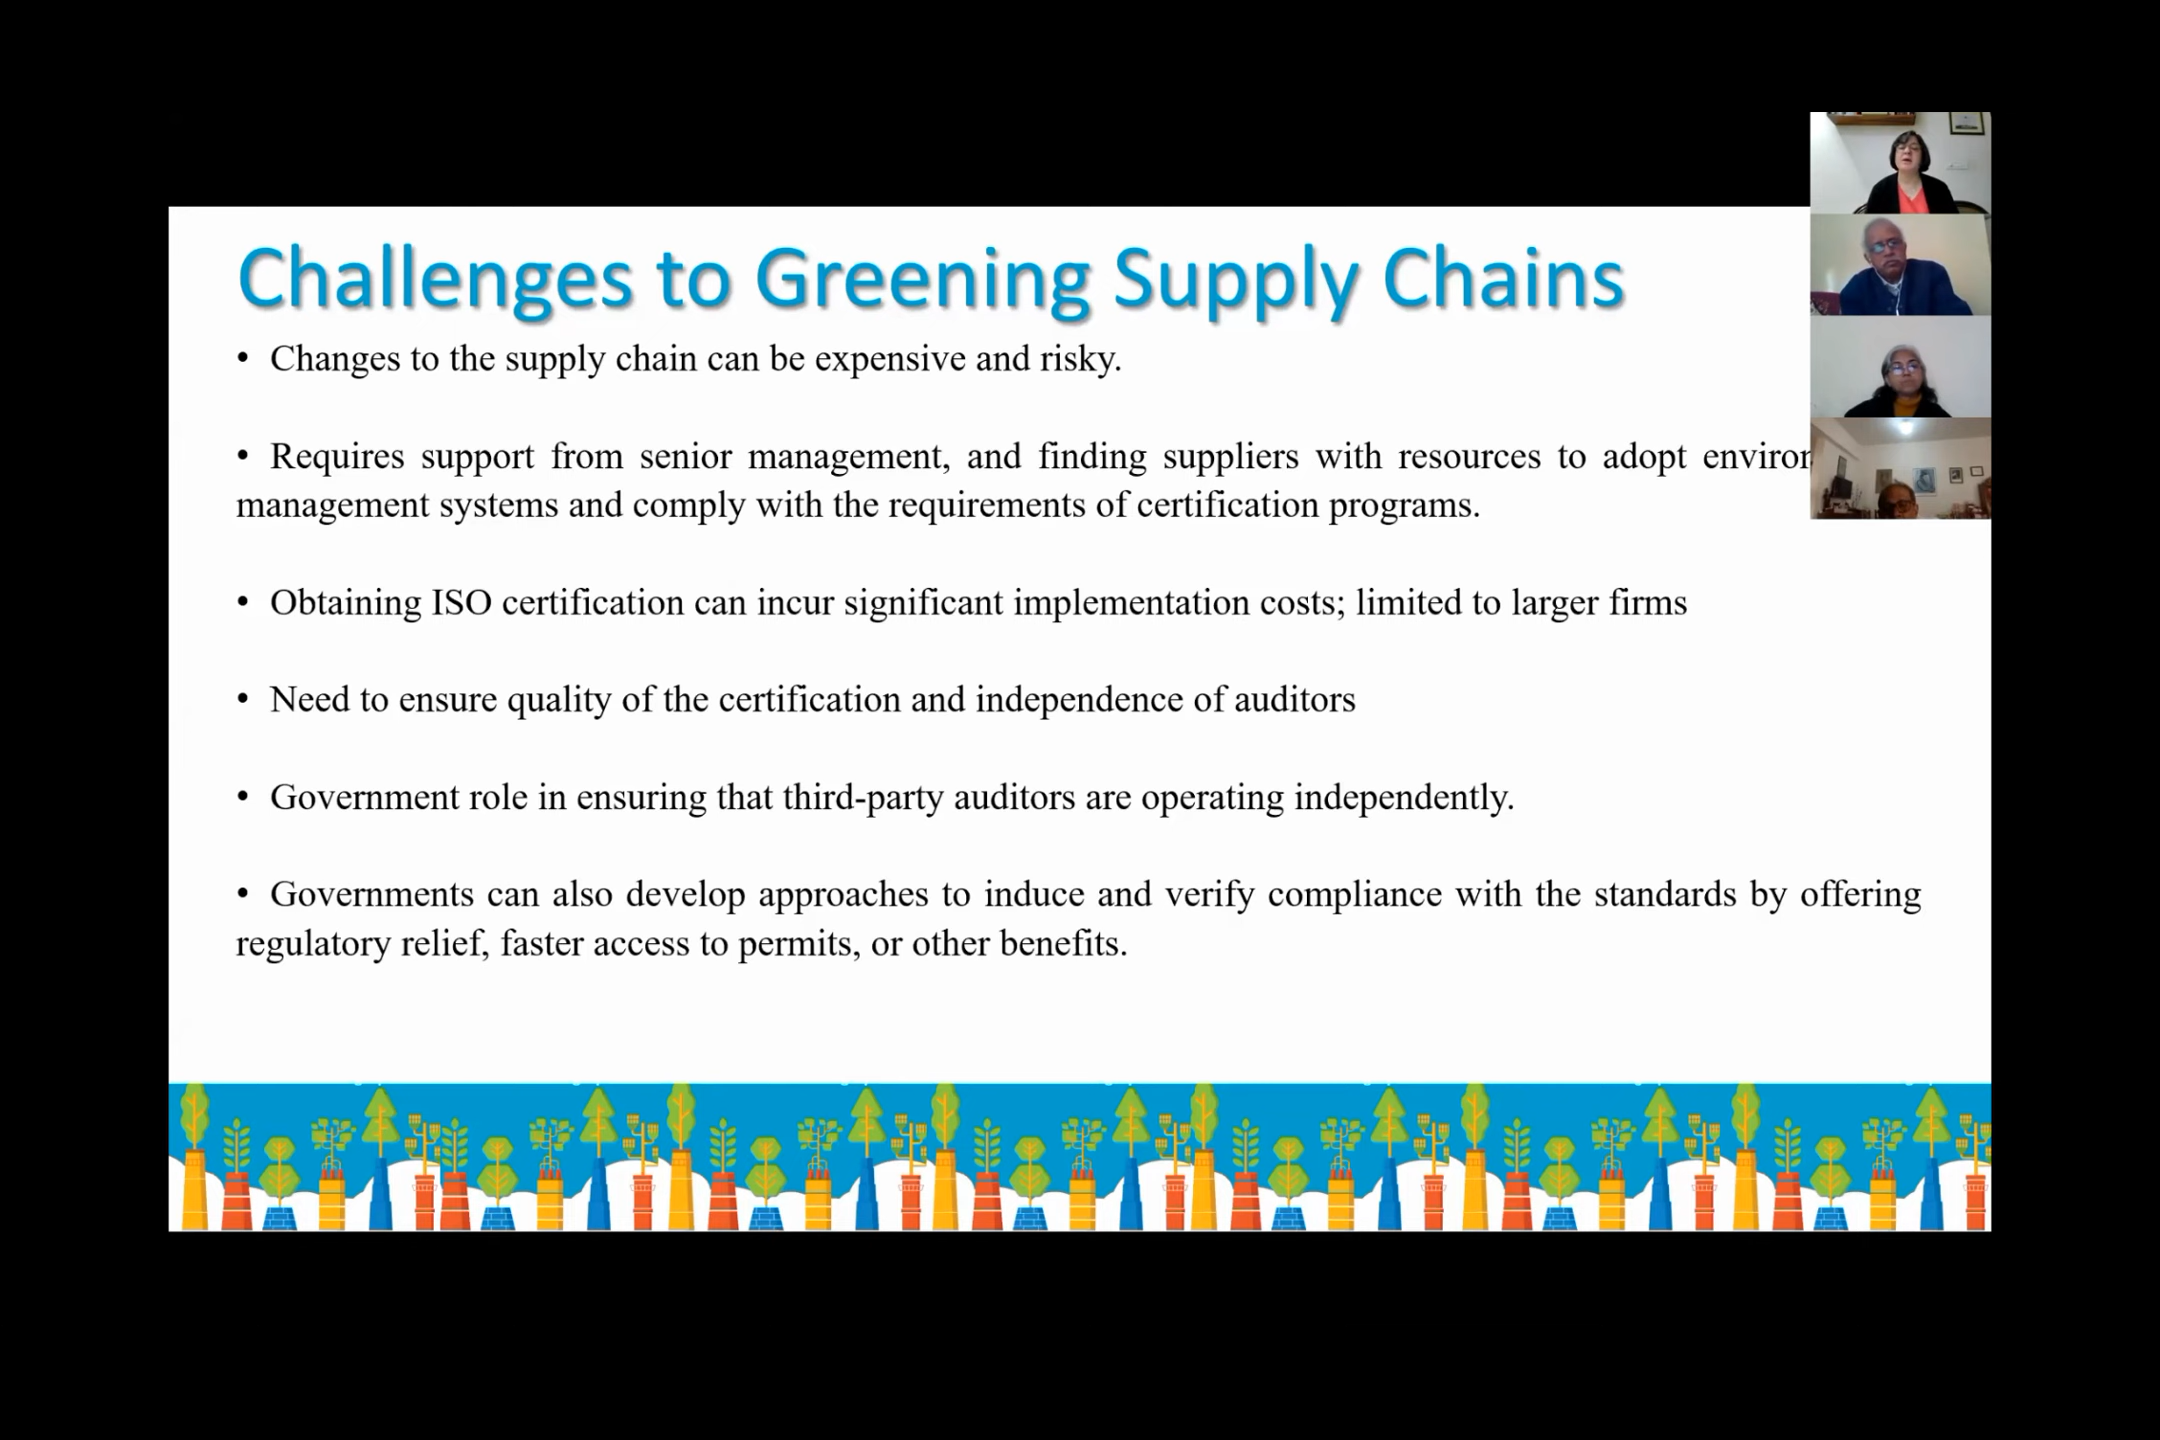 Challenges to Greening Supply Chains
• Changes to the supply chain can be expensive and risky.
• Requires support from senior management, and finding suppliers with resources to adopt
management systems and comply with the requirements of certification programs.
• Obtaining ISO certification can incur significant implementation costs; limited to larger firms
• Need to ensure quality of the certification and independence of auditors
• Government role in ensuring that third-party auditors are operating independently.
• Governments can also develop approaches to induce and verify compliance with the standards by offering
regulatory relief, faster access to permits, or other benefits.